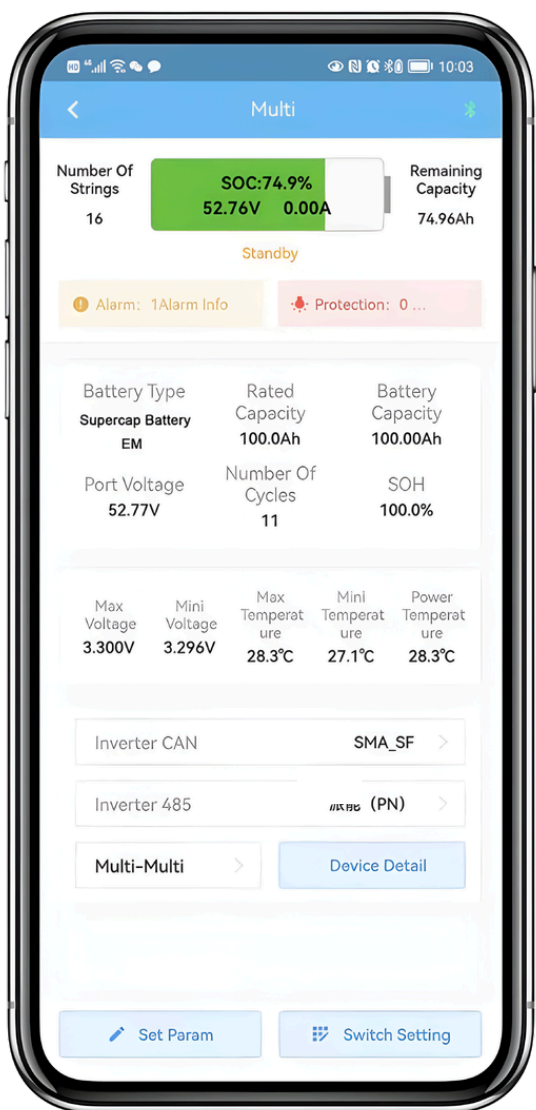 HD 10:03
Multi
Number Of
Strings
16
SOC:74.9%
52.76V 0.00A
Remaining
Capacity
74.96Ah
Standby
Alarm: 1Alarm Info
Protection: 0 ...
Battery Type
Supercap Battery
EM
Rated
Capacity
100.0Ah
Battery
Capacity
100.00Ah
Port Voltage
52.77V
Number Of
Cycles
11
SOH
100.0%
Max
Voltage
3.300V
Mini
Voltage
3.296V
Max
Temperat
ure
28.3℃
Mini
Temperat
ure
27.1℃
Power
Temperat
ure
28.3℃
Inverter CAN
SMA_SF
Inverter 485
(PN)
Multi-Multi
Device Detail
Set Param
Switch Setting